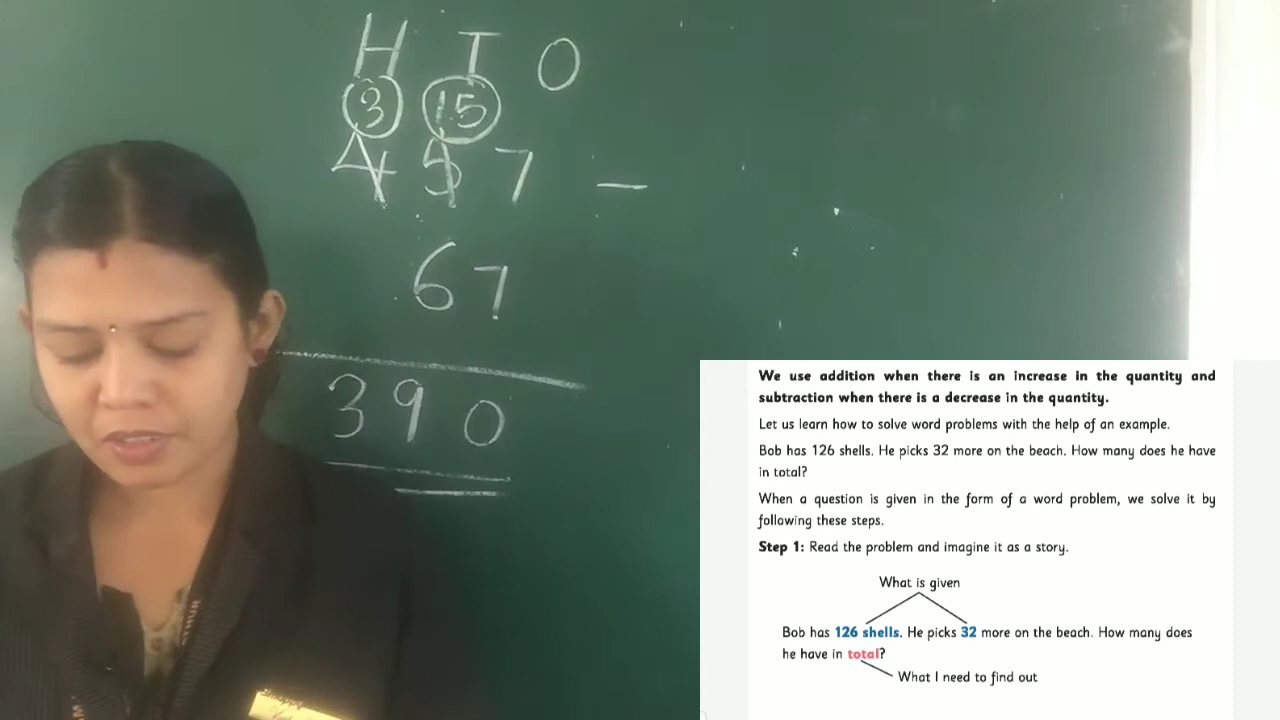 H T O
3 15
4 5 7 –
6 7
3 9 0
We use addition when there is an increase in the quantity and
subtraction when there is a decrease in the quantity.
Let us learn how to solve word problems with the help of an example.
Bob has 126 shells. He picks 32 more on the beach. How many does he have
in total?
When a question is given in the form of a word problem, we solve it by
following these steps.
Step 1: Read the problem and imagine it as a story.
What is given
Bob has 126 shells. He picks 32 more on the beach. How many does
he have in total?
What I need to find out